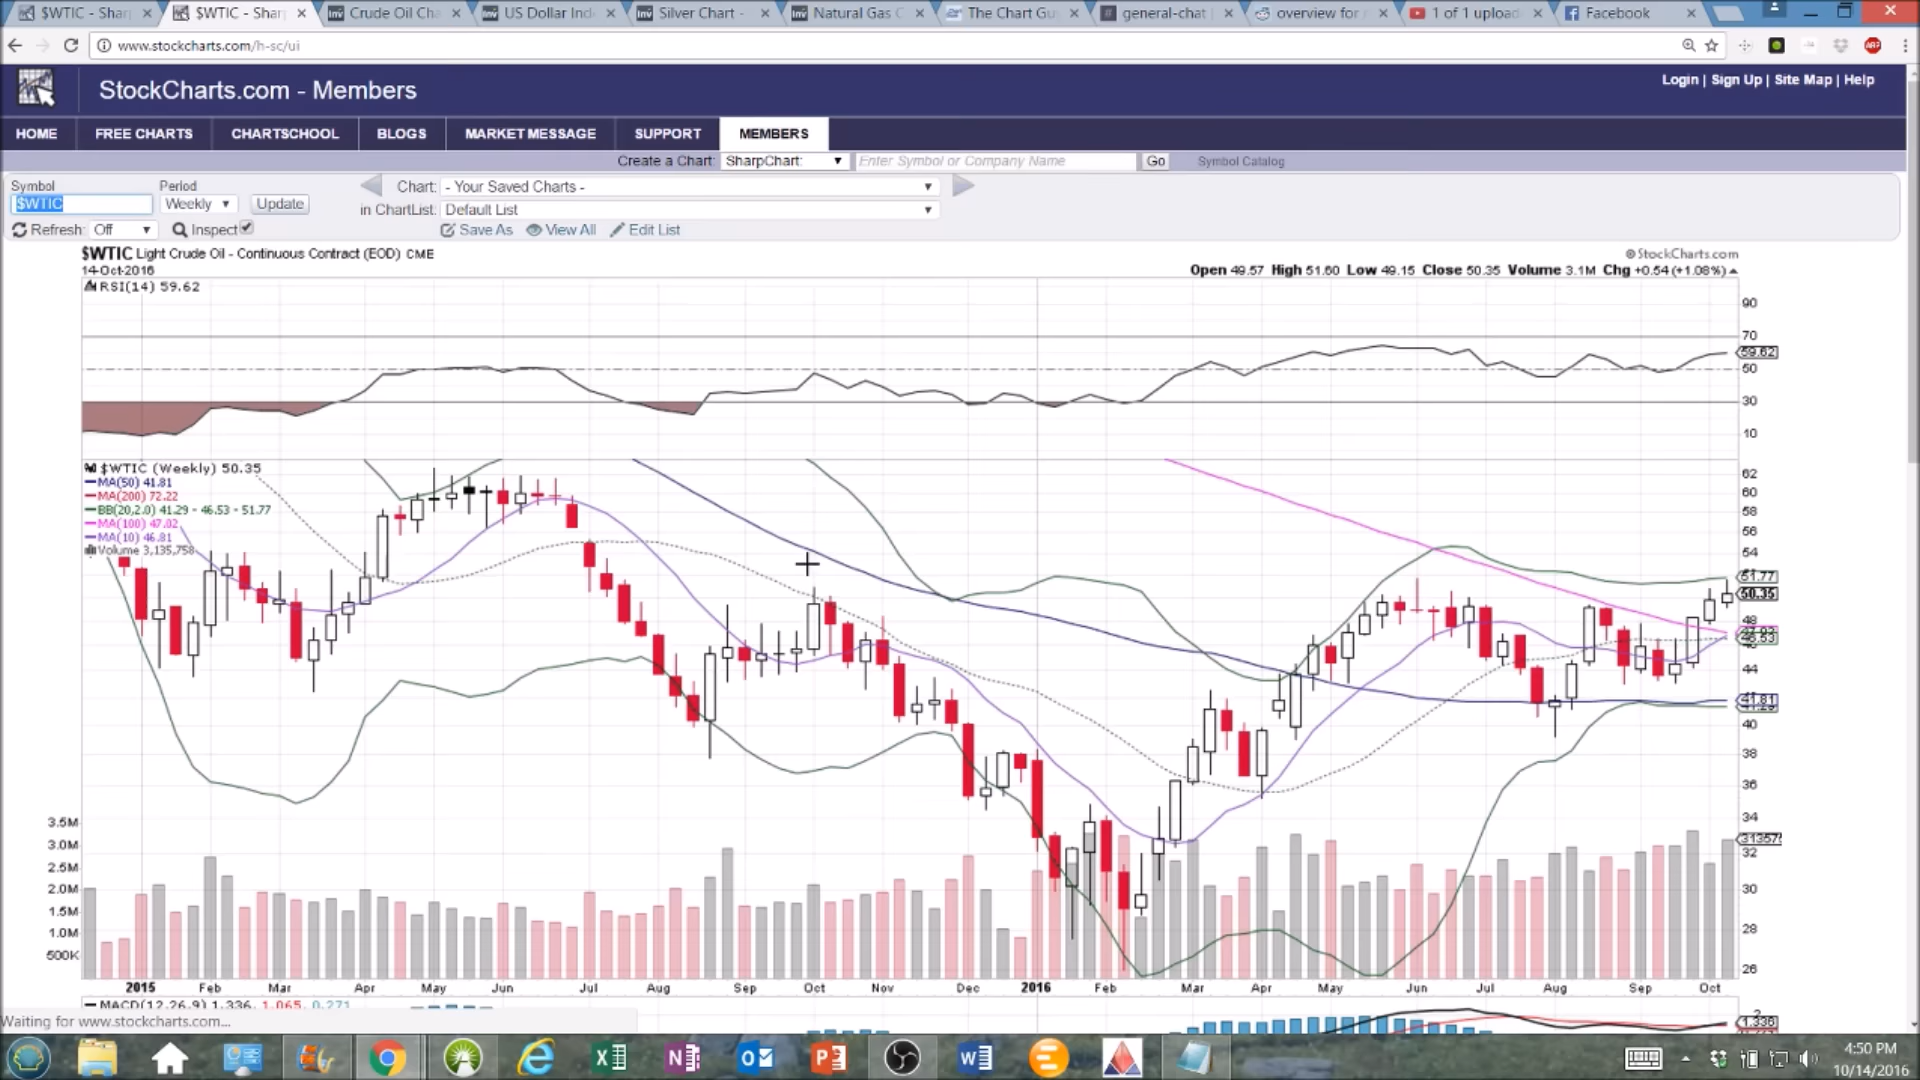 $WTIC - Shar
$WTIC - Shar
Crude Oil Cha
US Dollar Ind
Silver Chart -
Natural Gas C
The Chart Gu
general-chat
overview for
1 of 1 upload
Facebook
www.stockcharts.com/h-sc/ui
StockCharts.com - Members
Login | Sign Up | Site Map | Help
HOME FREE CHARTS CHARTSCHOOL BLOGS MARKET MESSAGE SUPPORT MEMBERS
Create a Chart: SharpChart: Enter Symbol or Company Name Go Symbol Catalog
Symbol Period
$WTIC Weekly Update
Chart: - Your Saved Charts -
in ChartList: Default List
Refresh: Off Inspect
Save As View All Edit List
$WTIC Light Crude Oil - Continuous Contract (EOD) CME
© StockCharts.com
14-Oct-2016
Open 49.57 High 51.60 Low 49.15 Close 50.35 Volume 3.1M Chg +0.54 (+1.08%)
RSI(14) 59.62
90
70
59.62
50
30
10
$WTIC (Weekly) 50.35
MA(50) 41.81
MA(200) 72.22
BB(20,2.0) 41.29 - 46.53 - 51.77
MA(100) 47.02
MA(10) 46.81
Volume 3,135,758
62
60
58
56
54
51.77
50.35
48
46.53
44
41.81
40
38
36
34
32
30
28
26
3.5M
3.0M
2.5M
2.0M
1.5M
1.0M
500K
2015 Feb Mar Apr May Jun Jul Aug Sep Oct Nov Dec 2016 Feb Mar Apr May Jun Jul Aug Sep Oct
MACD(12,26,9) 1.336, 1.065, 0.271
2
1.336
Waiting for www.stockcharts.com...
4:50 PM
10/14/2016